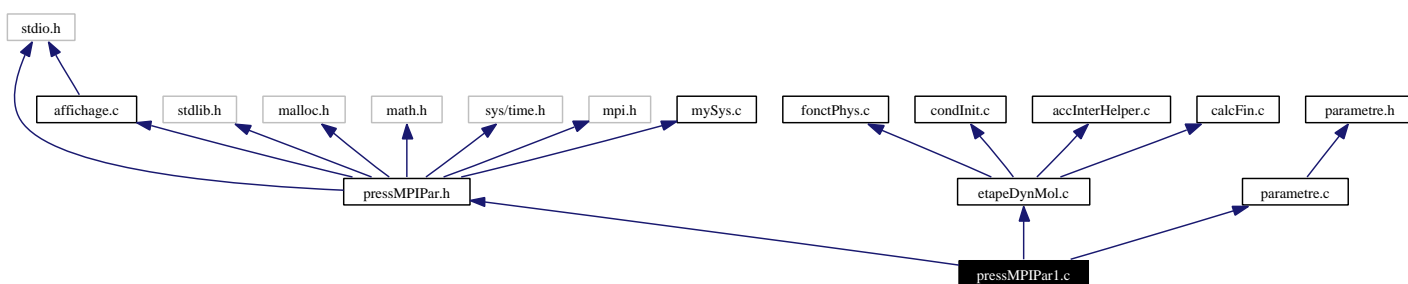 stdio.h
affichage.c
stdlib.h
malloc.h
math.h
sys/time.h
mpi.h
mySys.c
fonctPhys.c
condInit.c
accInterHelper.c
calcFin.c
parametre.h
pressMPIPar.h
etapeDynMol.c
parametre.c
pressMPIPar1.c